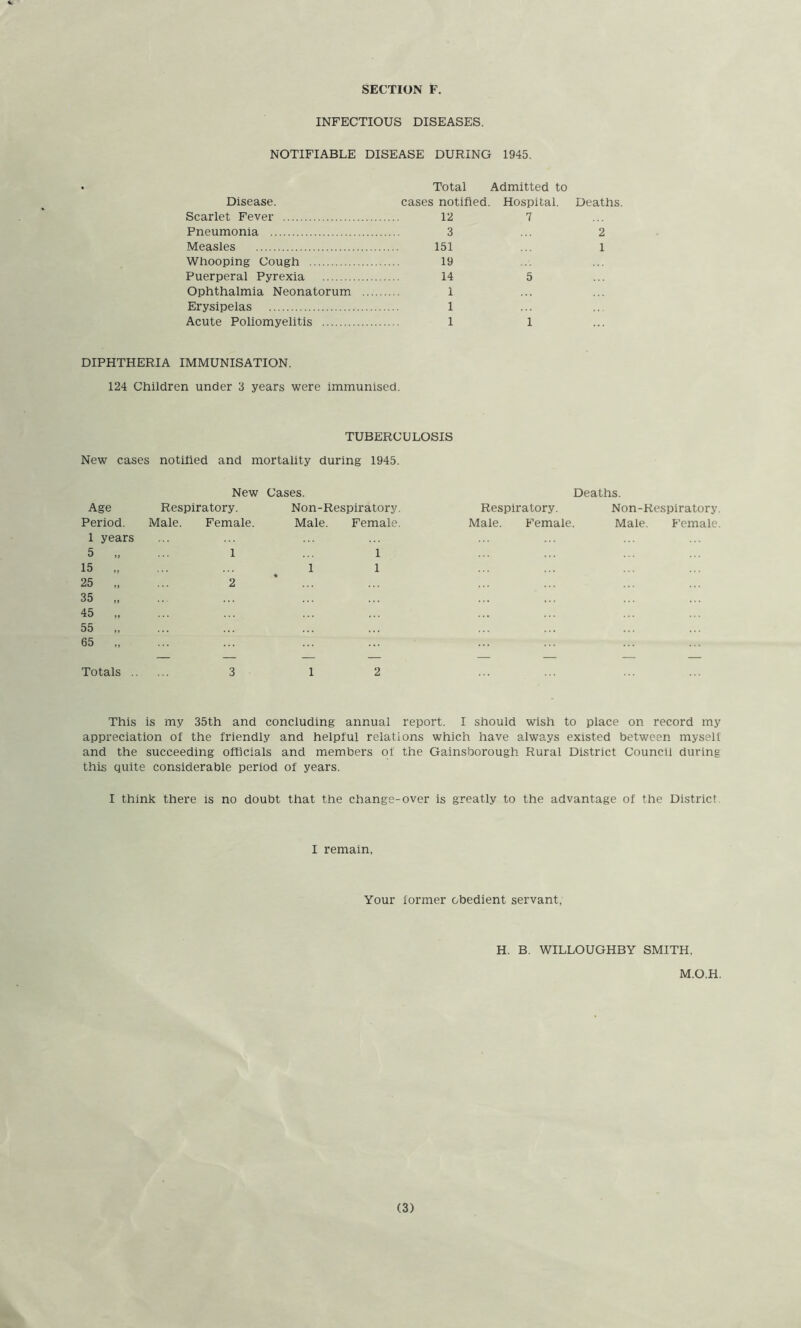 SECTION F.
INFECTIOUS DISEASES.
NOTIFIABLE DISEASE DURING 1945.
Total Admitted to
Disease. cases notified. Hospital. Deaths.
Scarlet Fever .................................. 12 7 ...
Pneumonia .................................. 3 ... 2
Measles .................................. 151 ... 1
Whooping Cough .................................. 19 ... ...
Puerperal Pyrexia .................................. 14 5 ...
Ophthalmia Neonatorum ......... 1 ... ...
Erysipelas .................................. 1 ... ...
Acute Poliomyelitis .................... 1 1 ...
DIPHTHERIA IMMUNISATION.
124 Children under 3 years were immunised.
TUBERCULOSIS
New cases notified and mortality during 1945.
New Cases. Deaths.
Age Respiratory. Non-Respiratory. Respiratory. Non-Respiratory.
Period. Male. Female. Male. Female. Male. Female. Male. Female.
1 years ... ... ... ... ... ... ... ...
5 „ ... 1 ... 1 ... ... ... ...
15 „ ... ... 1 1 ... ... ... ...
25 „ ... 2 ... ... ... ... ... ...
35 „ ... ... ... ... ... ... ... ...
45 „ ... ... ... ... ... ... ... ...
55 „ ... ... ... ... ... ... ... ...
65 „ ... ... ... ... ... ... ... ...
Totals .. ... 3 1 2 ... ... ... ...
This is my 35th and concluding annual report. I should wish to place on record my
appreciation of the friendly and helpful relations which have always existed between myself
and the succeeding officials and members of the Gainsborough Rural District Council during
this quite considerable period of years.
I think there is no doubt that the change-over is greatly to the advantage of the District.
I remain,
Your former obedient servant,
H. B. WILLOUGHBY SMITH,
M.O.H.
(3)